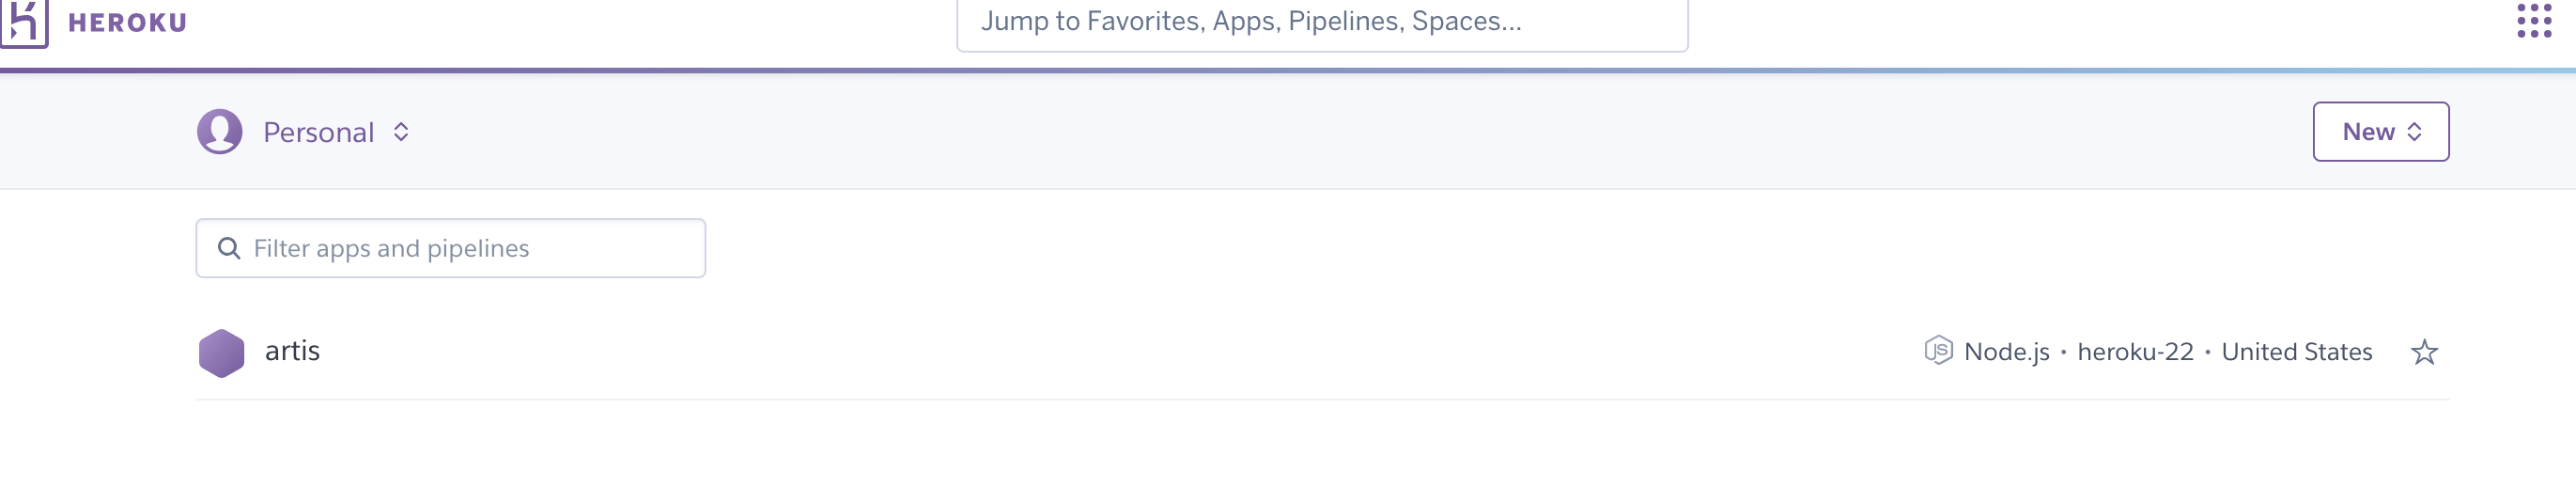 HEROKU
Jump to Favorites, Apps, Pipelines, Spaces...
Personal
New
Filter apps and pipelines
artis
JS Node.js • heroku-22 • United States